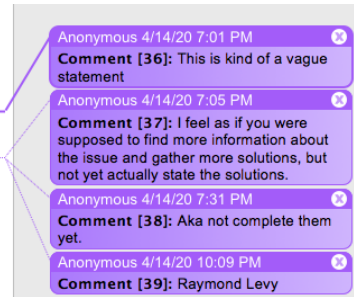 Anonymous 4/14/20 7:01 PM
Comment [36]: This is kind of a vague
statement
Anonymous 4/14/20 7:05 PM
Comment [37]: I feel as if you were
supposed to find more information about
the issue and gather more solutions, but
not yet actually state the solutions.
Anonymous 4/14/20 7:31 PM
Comment [38]: Aka not complete them
yet.
Anonymous 4/14/20 10:09 PM
Comment [39]: Raymond Levy